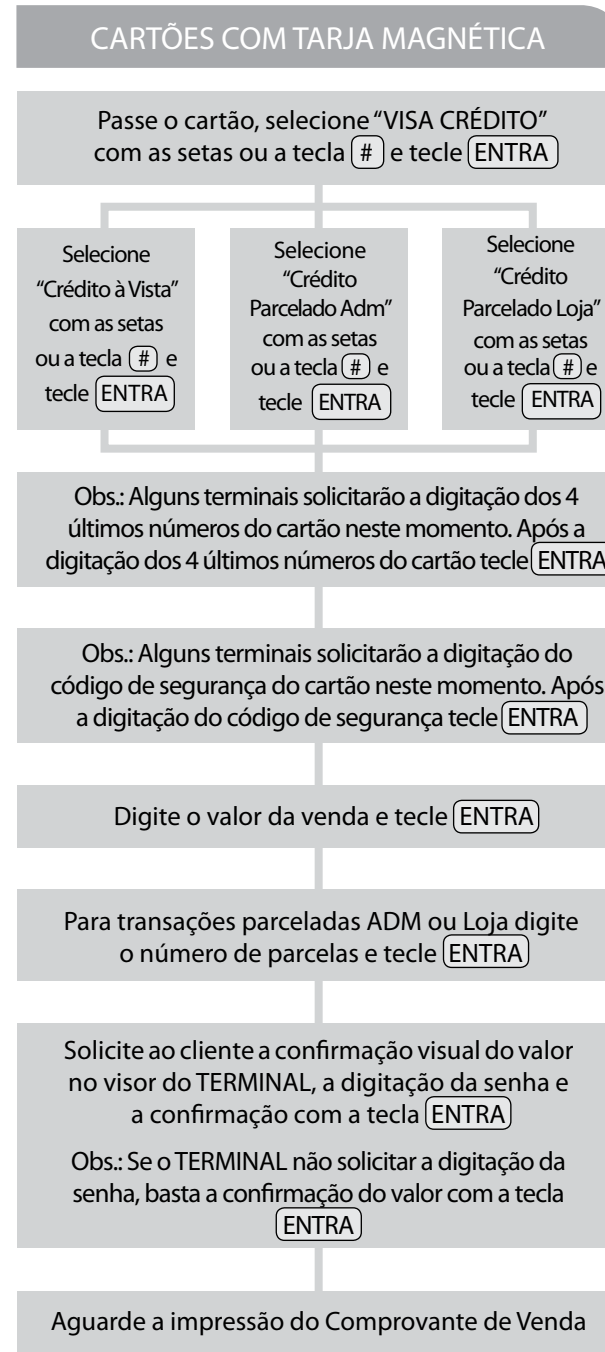 CARTÕES COM TARJA MAGNÉTICA
Passe o cartão, selecione “VISA CRÉDITO”
com as setas ou a tecla # e tecle ENTRA
Selecione
“Crédito à Vista”
com as setas
ou a tecla # e
tecle ENTRA
Selecione
“Crédito
Parcelado Adm”
com as setas
ou a tecla # e
tecle ENTRA
Selecione
“Crédito
Parcelado Loja”
com as setas
ou a tecla # e
tecle ENTRA
Obs.: Alguns terminais solicitarão a digitação dos 4
últimos números do cartão neste momento. Após a
digitação dos 4 últimos números do cartão tecle ENTRA
Obs.: Alguns terminais solicitarão a digitação do
código de segurança do cartão neste momento. Após
a digitação do código de segurança tecle ENTRA
Digite o valor da venda e tecle ENTRA
Para transações parceladas ADM ou Loja digite
o número de parcelas e tecle ENTRA
Solicite ao cliente a confirmação visual do valor
no visor do TERMINAL, a digitação da senha e
a confirmação com a tecla ENTRA
Obs.: Se o TERMINAL não solicitar a digitação da
senha, basta a confirmação do valor com a tecla
ENTRA
Aguarde a impressão do Comprovante de Venda